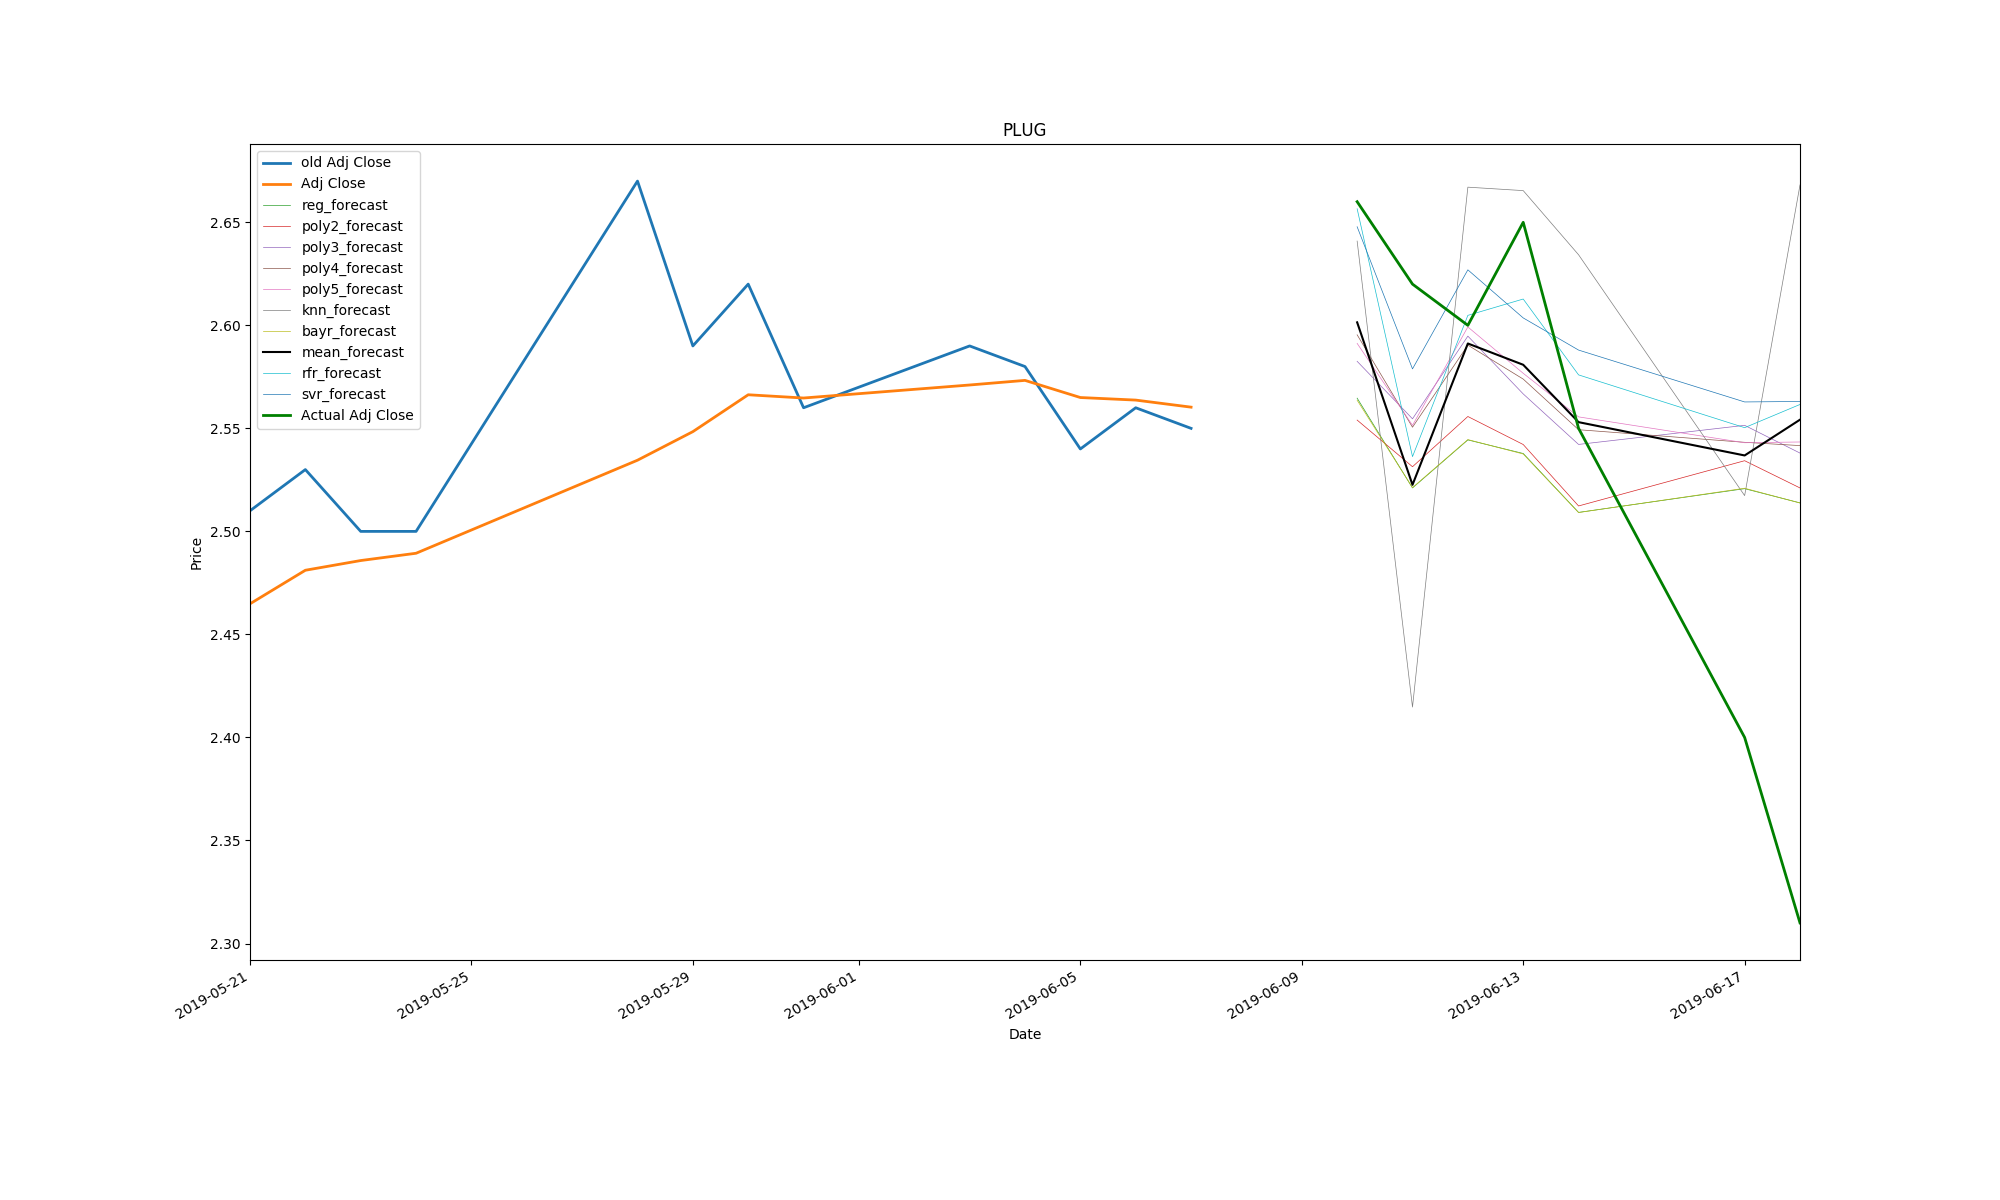 PLUG
old Adj Close
Adj Close
reg_forecast
poly2_forecast
poly3_forecast
poly4_forecast
poly5_forecast
knn_forecast
bayr_forecast
mean_forecast
rfr_forecast
svr_forecast
Actual Adj Close
2.65
2.60
2.55
2.50
2.45
2.40
2.35
2.30
Price
2019-05-21
2019-05-25
2019-05-29
2019-06-01
2019-06-05
2019-06-09
2019-06-13
2019-06-17
Date